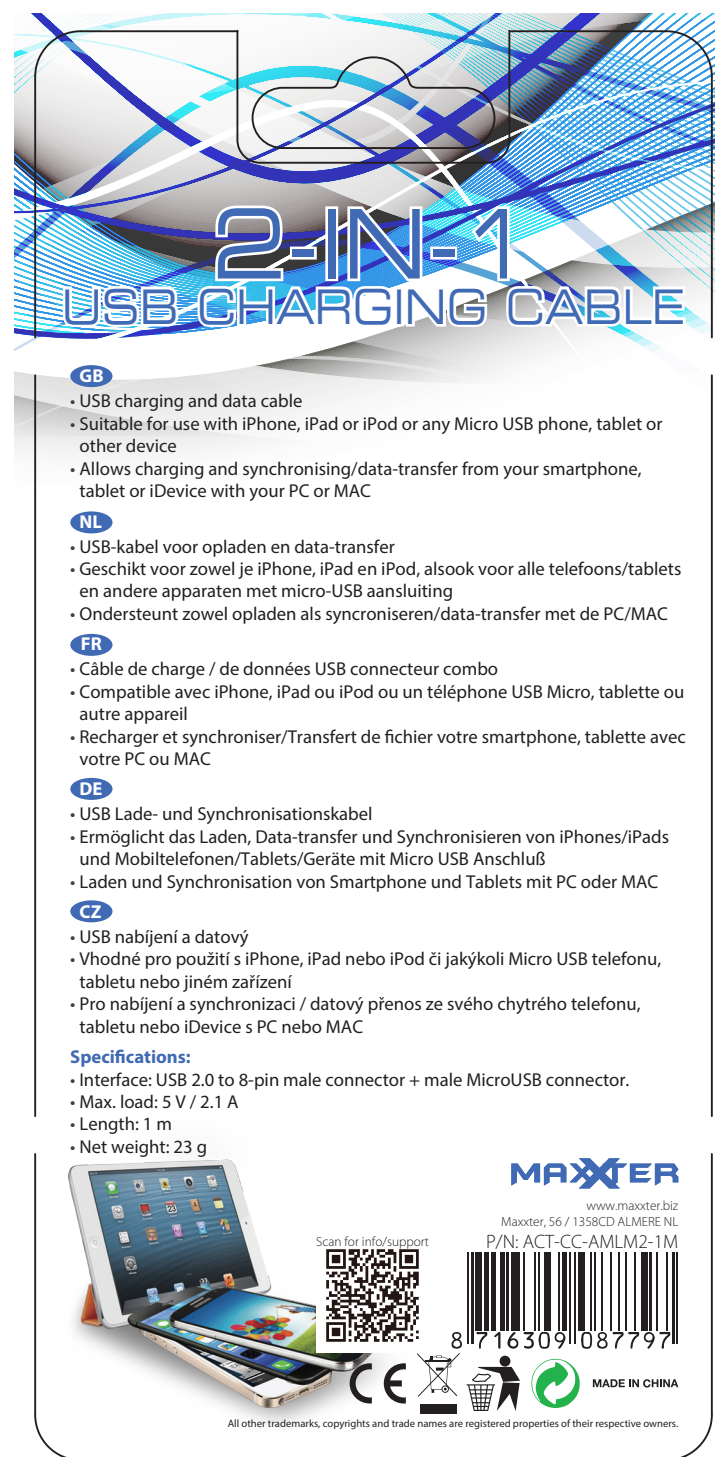 2-IN-1
USB CHARGING CABLE
GB
• USB charging and data cable
• Suitable for use with iPhone, iPad or iPod or any Micro USB phone, tablet or
other device
• Allows charging and synchronising/data-transfer from your smartphone,
tablet or iDevice with your PC or MAC
NL
• USB-kabel voor opladen en data-transfer
• Geschikt voor zowel je iPhone, iPad en iPod, alsook voor alle telefoons/tablets
en andere apparaten met micro-USB aansluiting
• Ondersteunt zowel opladen als syncroniseren/data-transfer met de PC/MAC
FR
• Câble de charge / de données USB connecteur combo
• Compatible avec iPhone, iPad ou iPod ou un téléphone USB Micro, tablette ou
autre appareil
• Recharger et synchroniser/Transfert de fichier votre smartphone, tablette avec
votre PC ou MAC
DE
• USB Lade- und Synchronisationskabel
• Ermöglicht das Laden, Data-transfer und Synchronisieren von iPhones/iPads
und Mobiltelefonen/Tablets/Geräte mit Micro USB Anschluß
• Laden und Synchronisation von Smartphone und Tablets mit PC oder MAC
CZ
• USB nabíjení a datový
• Vhodné pro použití s iPhone, iPad nebo iPod či jakýkoli Micro USB telefonu,
tabletu nebo jiném zařízení
• Pro nabíjení a synchronizaci / datový přenos ze svého chytrého telefonu,
tabletu nebo iDevice s PC nebo MAC
Specifications:
• Interface: USB 2.0 to 8-pin male connector + male MicroUSB connector.
• Max. load: 5 V / 2.1 A
• Length: 1 m
• Net weight: 23 g
MAXXTER
www.maxxter.biz
Maxxter, 56 / 1358CD ALMERE NL
P/N: ACT-CC-AMLM2-1M
Scan for info/support
8 716309 087797
CE
MADE IN CHINA
All other trademarks, copyrights and trade names are registered properties of their respective owners.